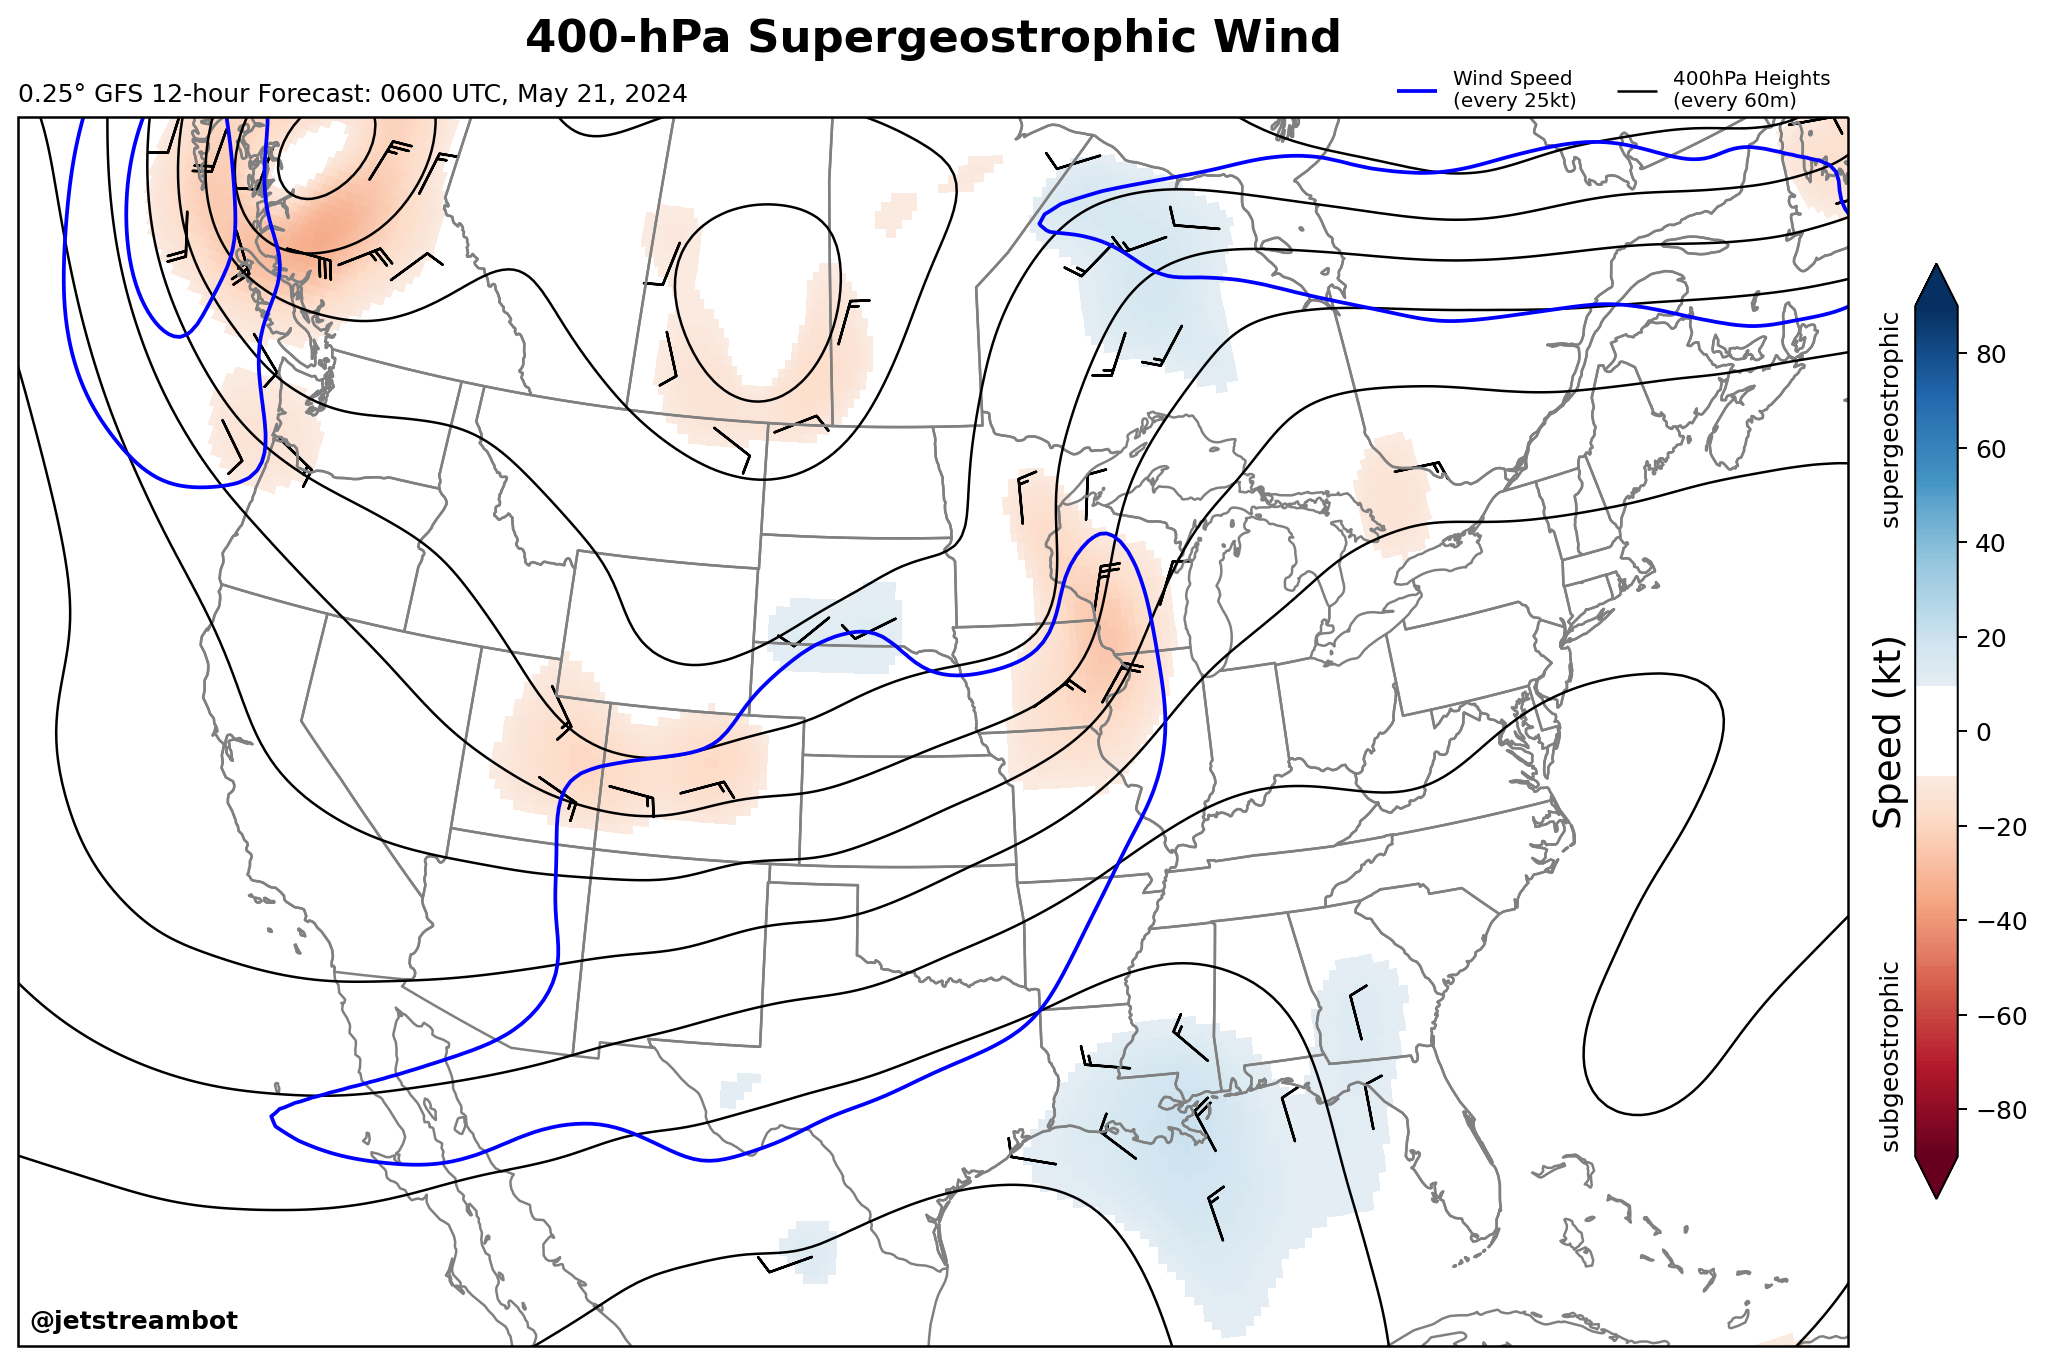 400-hPa Supergeostrophic Wind
0.25° GFS 12-hour Forecast: 0600 UTC, May 21, 2024
Wind Speed
(every 25kt)
400hPa Heights
(every 60m)
supergeostrophic
Speed (kt)
subgeostrophic
80
60
40
20
0
−20
−40
−60
−80
@jetstreambot